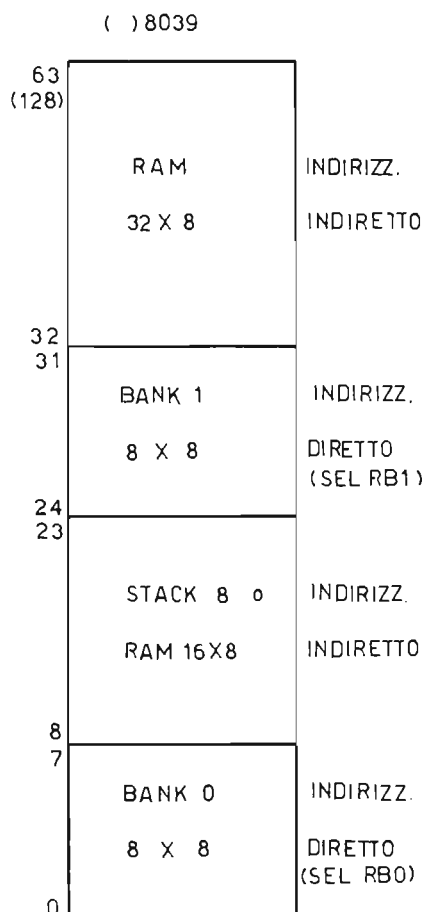 ( ) 8039
63
(128)
RAM INDIRIZZ.
32 X 8 INDIRETTO
32
31
BANK 1 INDIRIZZ.
8 X 8 DIRETTO
(SEL RB1)
24
23
STACK 8 o INDIRIZZ.
RAM 16X8 INDIRETTO
8
7
BANK 0 INDIRIZZ.
8 X 8 DIRETTO
(SEL RB0)
0